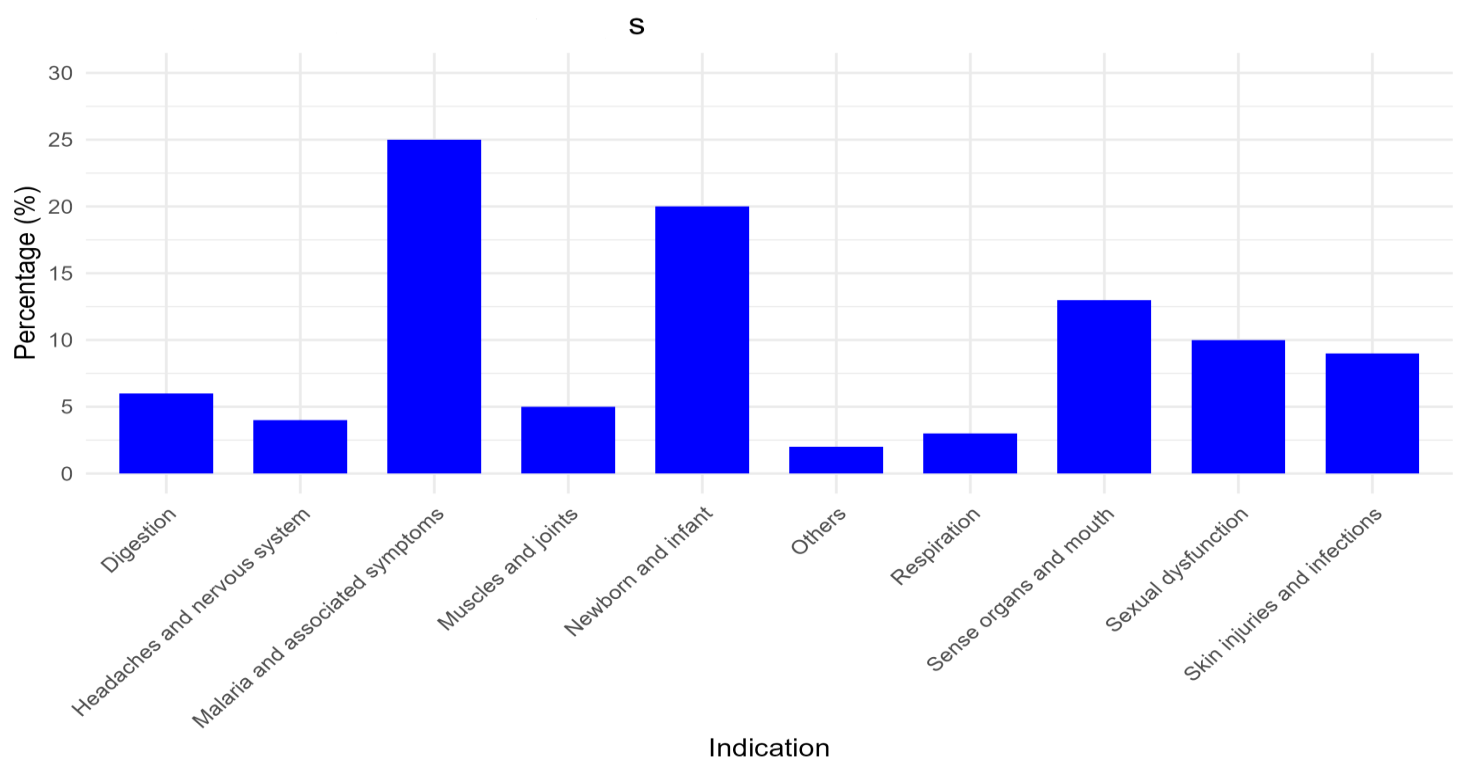 s
Percentage (%)
30
25
20
15
10
5
0
Digestion
Headaches and nervous system
Malaria and associated symptoms
Muscles and joints
Newborn and infant
Others
Respiration
Sense organs and mouth
Sexual dysfunction
Skin injuries and infections
Indication